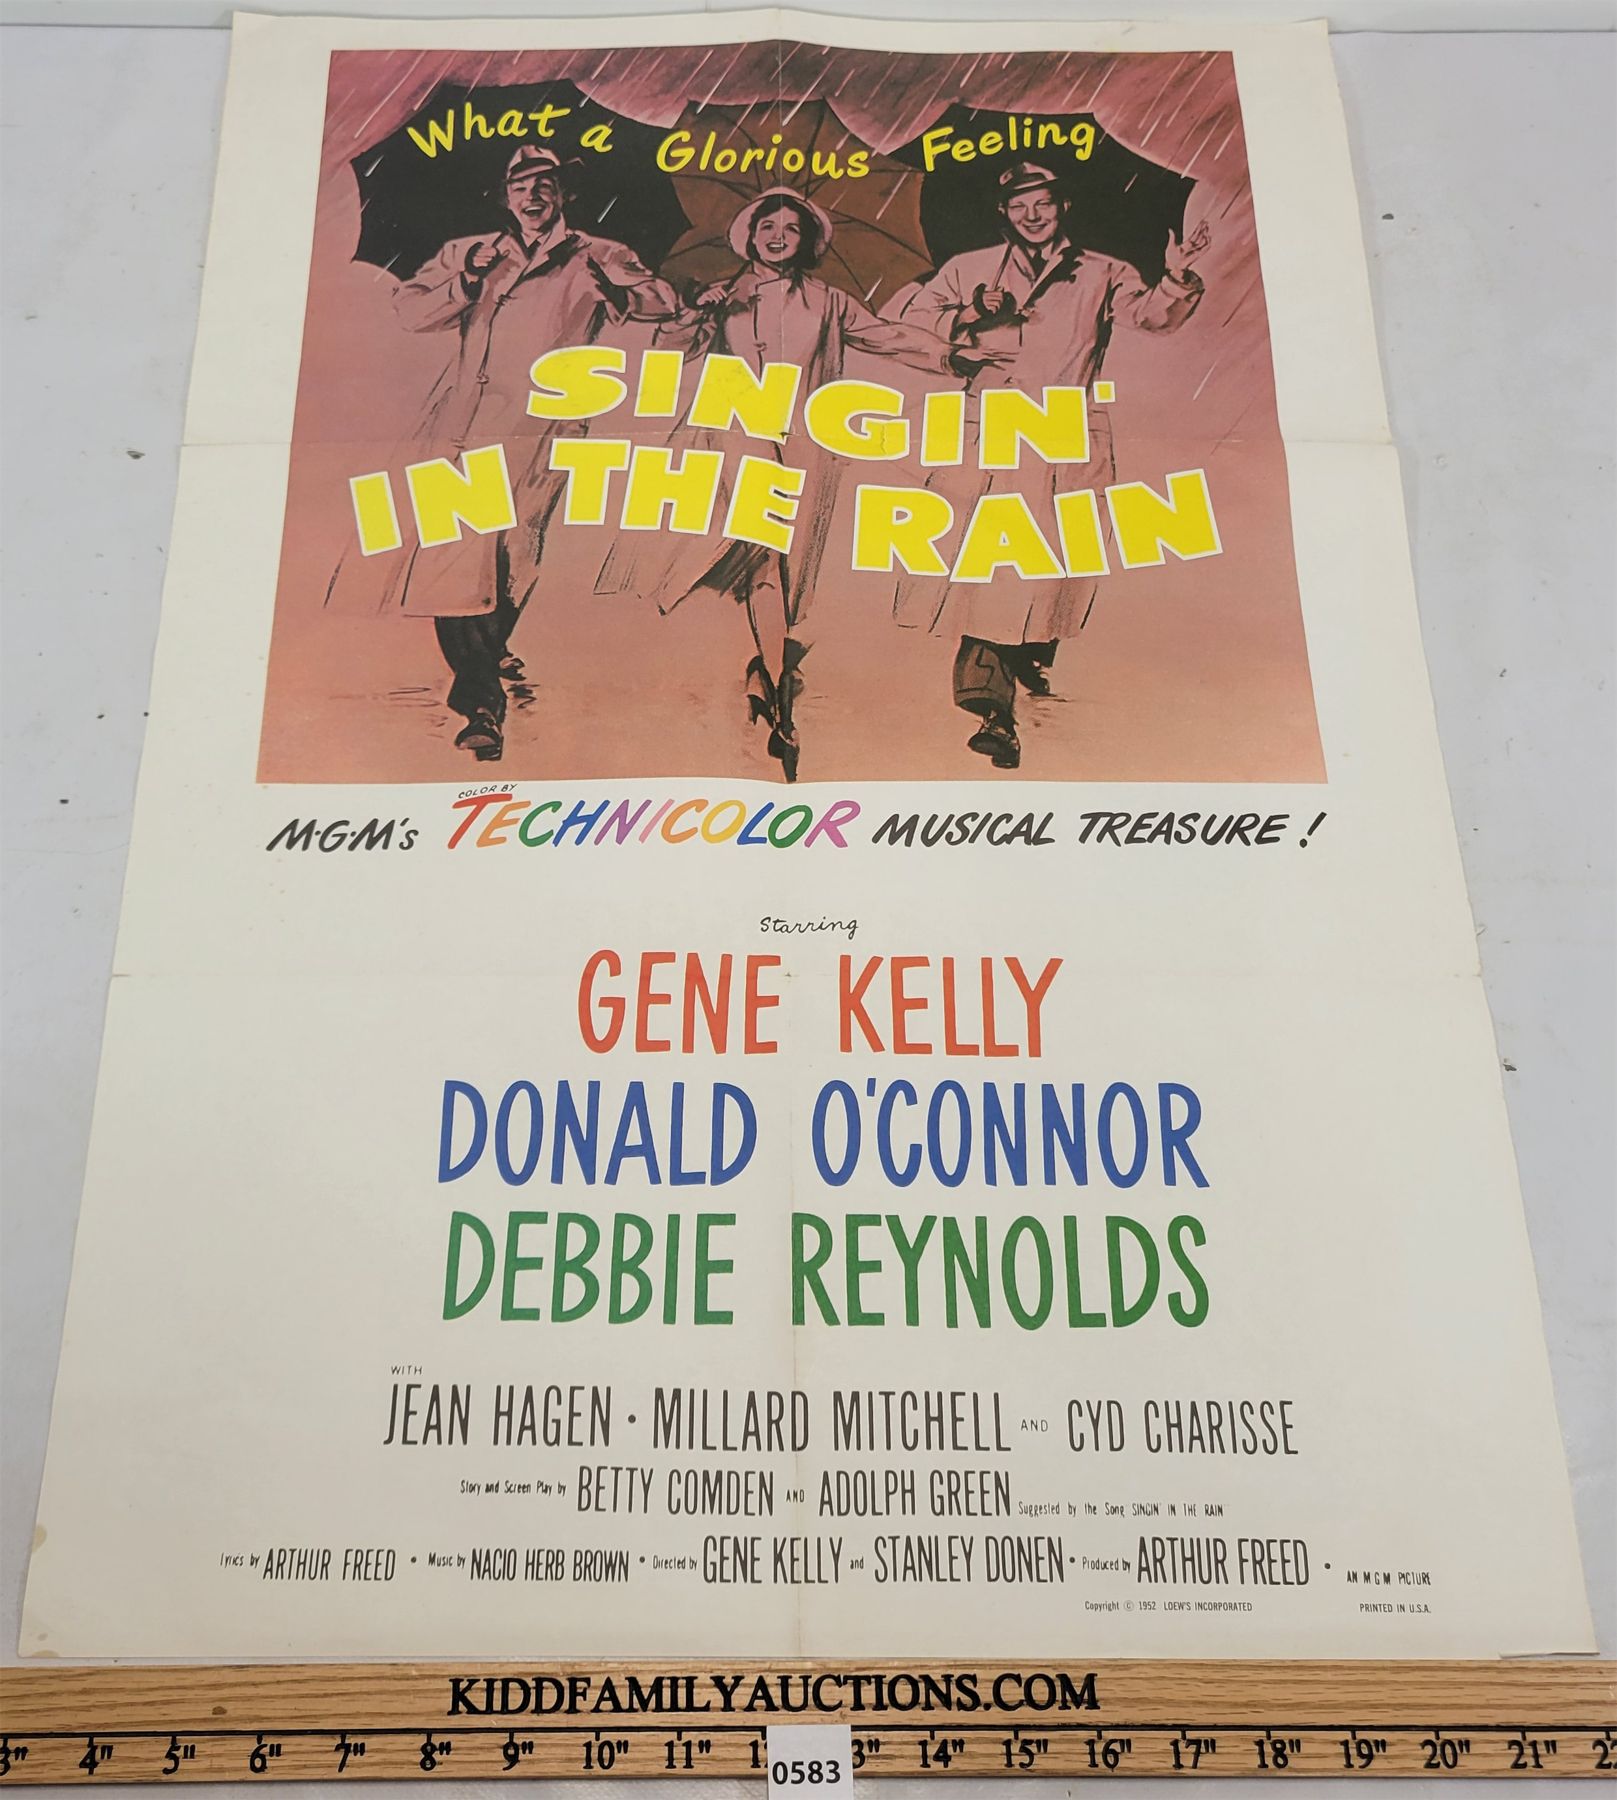 What a Glorious Feeling
SINGIN'
IN THE RAIN
COLOR BY
M-G-M's TECHNICOLOR MUSICAL TREASURE!
Starring
GENE KELLY
DONALD O'CONNOR
DEBBIE REYNOLDS
WITH
JEAN HAGEN • MILLARD MITCHELL AND CYD CHARISSE
Story and Screen Play by BETTY COMDEN AND ADOLPH GREEN Suggested by the Song SINGIN' IN THE RAIN
Lyrics by ARTHUR FREED • Music by NACIO HERB BROWN • Directed by GENE KELLY and STANLEY DONEN • Produced by ARTHUR FREED • AN M G M PICTURE
Copyright © 1952 LOEW'S INCORPORATED PRINTED IN U.S.A.
KIDDFAMILYAUCTIONS.COM
3" 4" 5" 6" 7" 8" 9" 10" 11" 1 3" 14" 15" 16" 17" 18" 19" 20" 21" 2
0583